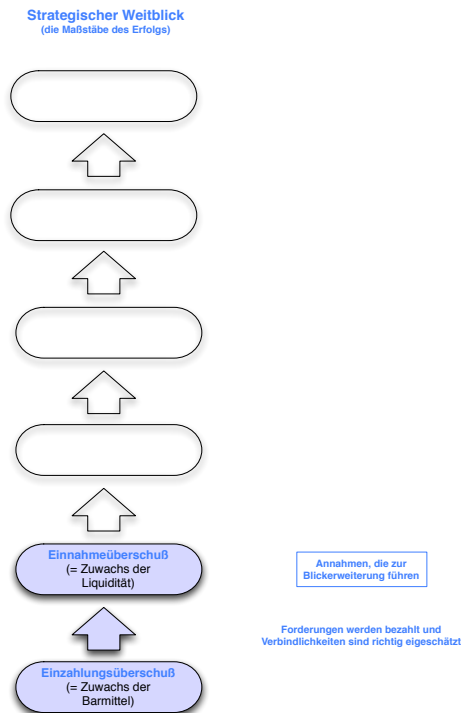 Strategischer Weitblick
(die Maßstäbe des Erfolgs)
Einnahmeüberschuß
(= Zuwachs der
Liquidität)
Annahmen, die zur
Blickerweiterung führen
Forderungen werden bezahlt und
Verbindlichkeiten sind richtig eigeschätzt
Einzahlungsüberschuß
(= Zuwachs der
Barmittel)